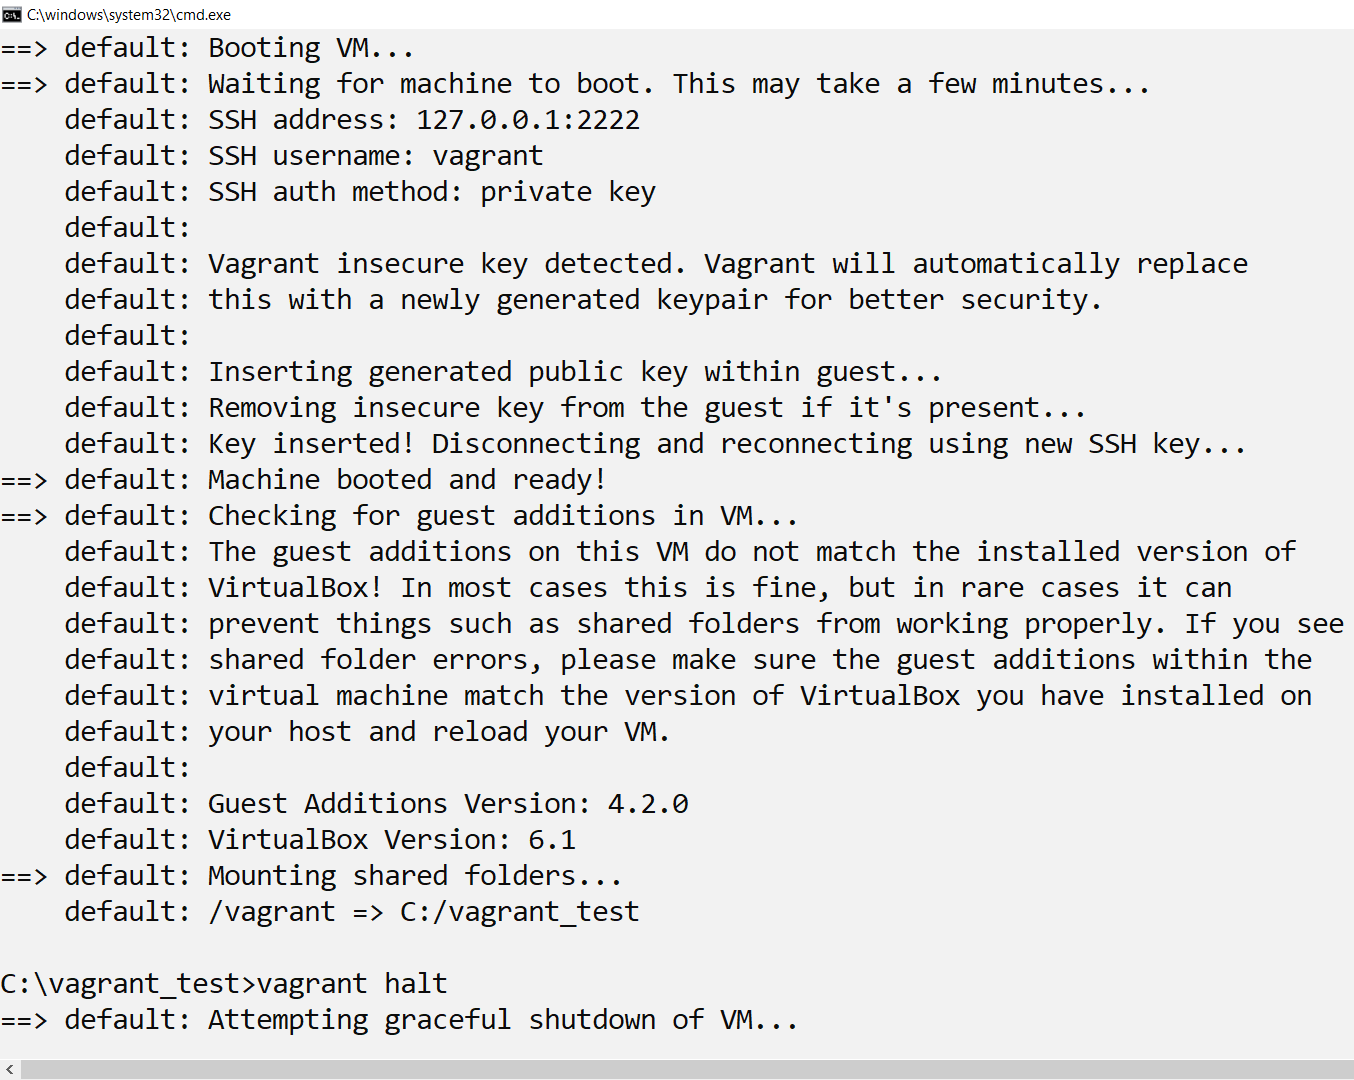 C:\windows\system32\cmd.exe
==> default: Booting VM...
==> default: Waiting for machine to boot. This may take a few minutes...
    default: SSH address: 127.0.0.1:2222
    default: SSH username: vagrant
    default: SSH auth method: private key
    default:
    default: Vagrant insecure key detected. Vagrant will automatically replace
    default: this with a newly generated keypair for better security.
    default:
    default: Inserting generated public key within guest...
    default: Removing insecure key from the guest if it's present...
    default: Key inserted! Disconnecting and reconnecting using new SSH key...
==> default: Machine booted and ready!
==> default: Checking for guest additions in VM...
    default: The guest additions on this VM do not match the installed version of
    default: VirtualBox! In most cases this is fine, but in rare cases it can
    default: prevent things such as shared folders from working properly. If you see
    default: shared folder errors, please make sure the guest additions within the
    default: virtual machine match the version of VirtualBox you have installed on
    default: your host and reload your VM.
    default:
    default: Guest Additions Version: 4.2.0
    default: VirtualBox Version: 6.1
==> default: Mounting shared folders...
    default: /vagrant => C:/vagrant_test
C:\vagrant_test>vagrant halt
==> default: Attempting graceful shutdown of VM...